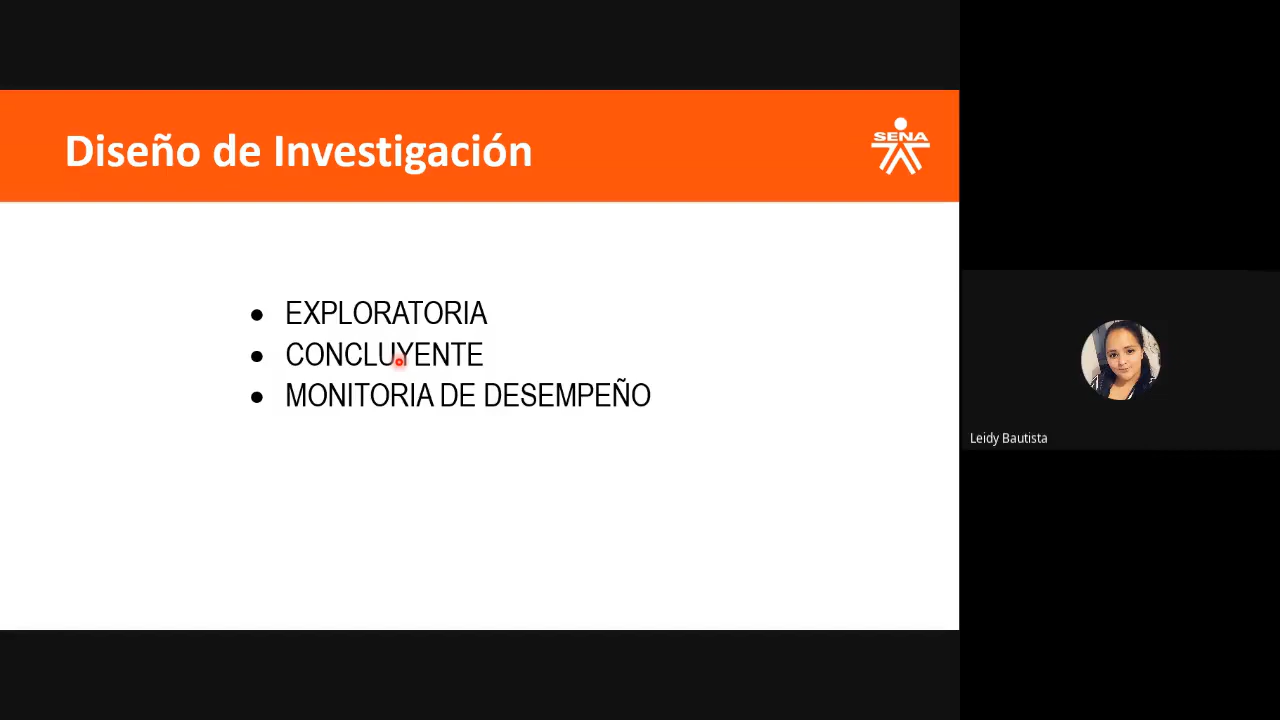 Diseño de Investigación
SENA
EXPLORATORIA
CONCLUYENTE
MONITORIA DE DESEMPEÑO
Leidy Bautista